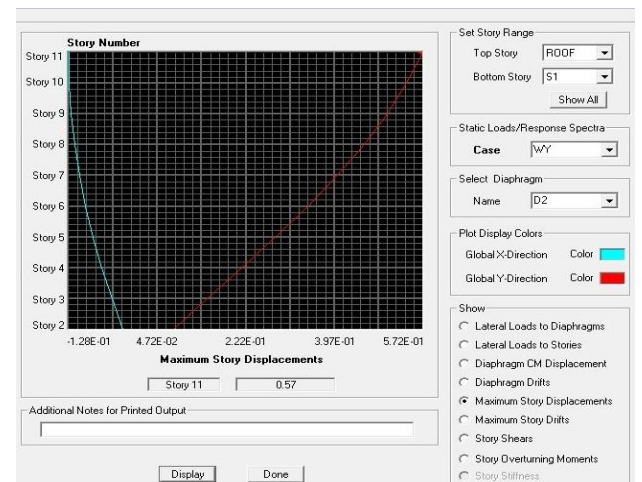 Story Number
Story 11
Story 10
Story 9
Story 8
Story 7
Story 6
Story 5
Story 4
Story 3
Story 2
-1.28E-01 4.72E-02 2.22E-01 3.97E-01 5.72E-01
Maximum Story Displacements
Story 11 0.57
Additional Notes for Printed Output
Display Done
Set Story Range
Top Story ROOF
Bottom Story S1
Show All
Static Loads/Response Spectra
Case WY
Select Diaphragm
Name D2
Plot Display Colors
Global X-Direction Color
Global Y-Direction Color
Show
Lateral Loads to Diaphragms
Lateral Loads to Stories
Diaphragm CM Displacement
Diaphragm Drifts
Maximum Story Displacements
Maximum Story Drifts
Story Shears
Story Overturning Moments
Story Stiffness